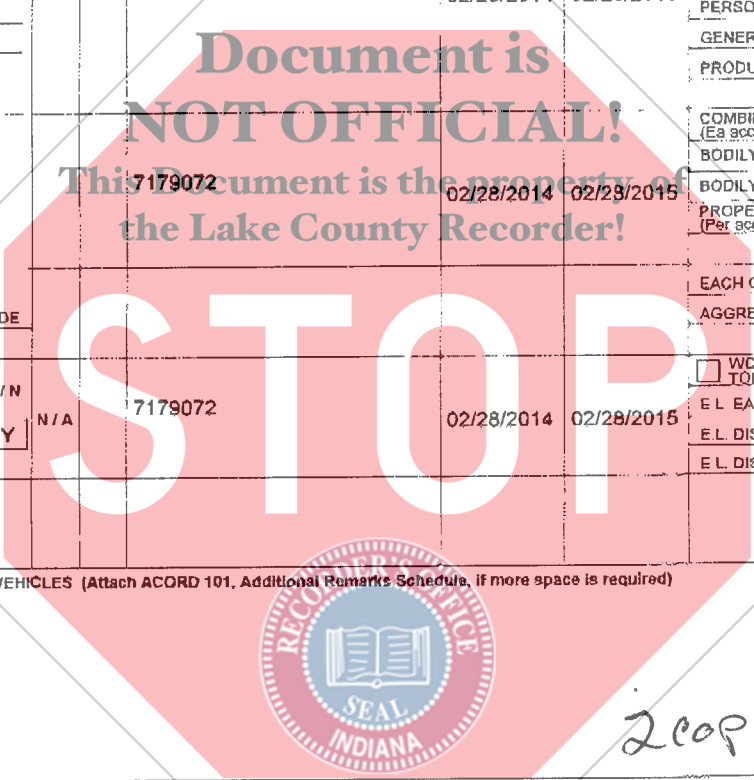 PERSO
GENER
Document is
PRODU
NOT OFFICIAL!
COMBI
(Ea acc
BODILY
This Document is the property of
7179072 02/28/2014 02/28/2015 BODILY
PROPE
(Per acc
the Lake County Recorder!
EACH O
DE AGGRE
STOP
/ N
N / A 7179072 02/28/2014 02/28/2015 E L EA
Y E.L. DIS
E L. DIS
VEHICLES (Attach ACORD 101, Additional Remarks Schedule, if more space is required)
RECORDER'S OFFICE
SEAL
INDIANA
2 cop